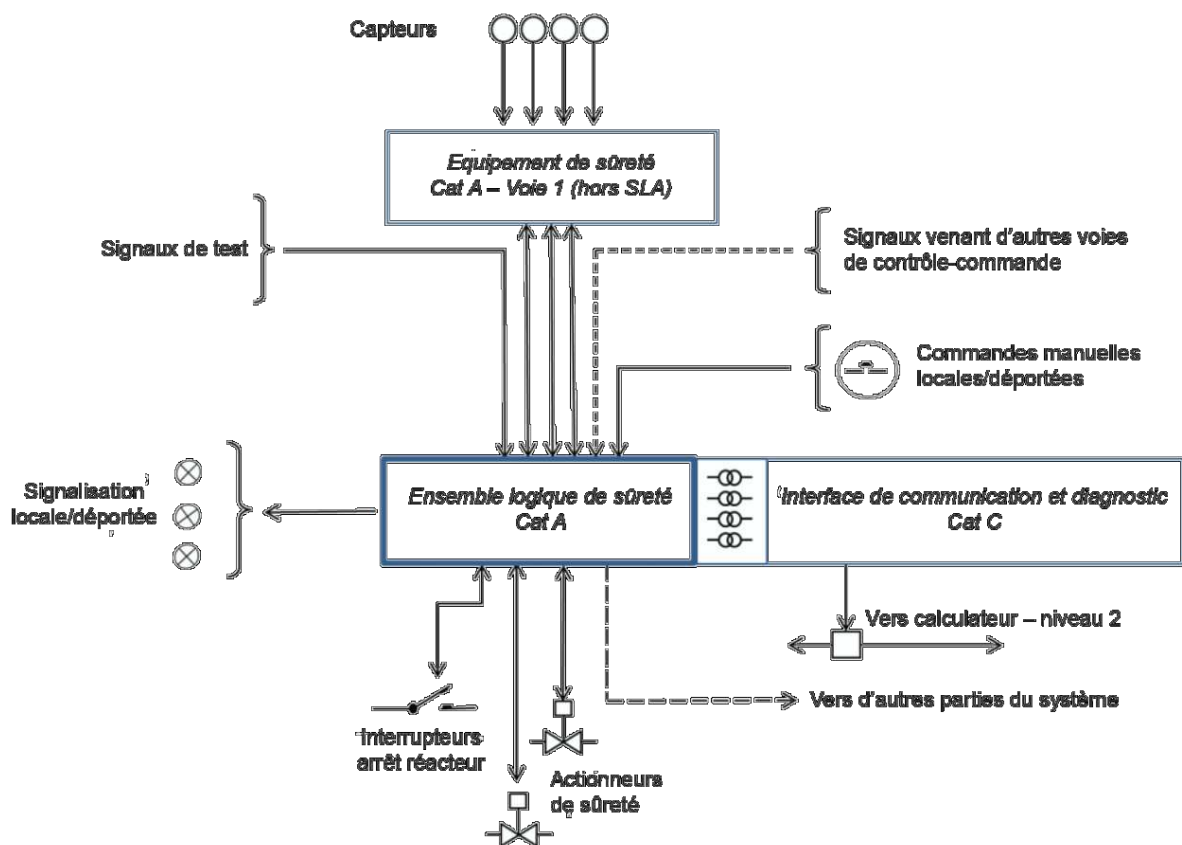 Capteurs
Equipement de sûreté
Cat A – Voie 1 (hors SLA)
Signaux de test
Signaux venant d'autres voies
de contrôle-commande
Commandes manuelles
locales/déportées
Signalisation
locale/déportée
Ensemble logique de sûreté
Cat A
Interface de communication et diagnostic
Cat C
Vers calculateur – niveau 2
Vers d'autres parties du système
Interrupteurs
arrêt réacteur
Actionneurs
de sûreté